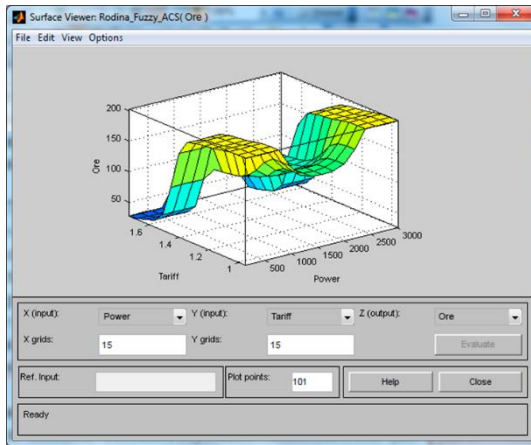 Surface Viewer: Rodina_Fuzzy_ACS( Ore )
File Edit View Options
200
150
100
50
Ore
1.6
1.4
1.2
1
Tariff
500
1000
1500
2000
2500
3000
Power
X (input): Power Y (input): Tariff Z (output): Ore
X grids: 15 Y grids: 15 Evaluate
Ref. Input: Plot points: 101 Help Close
Ready